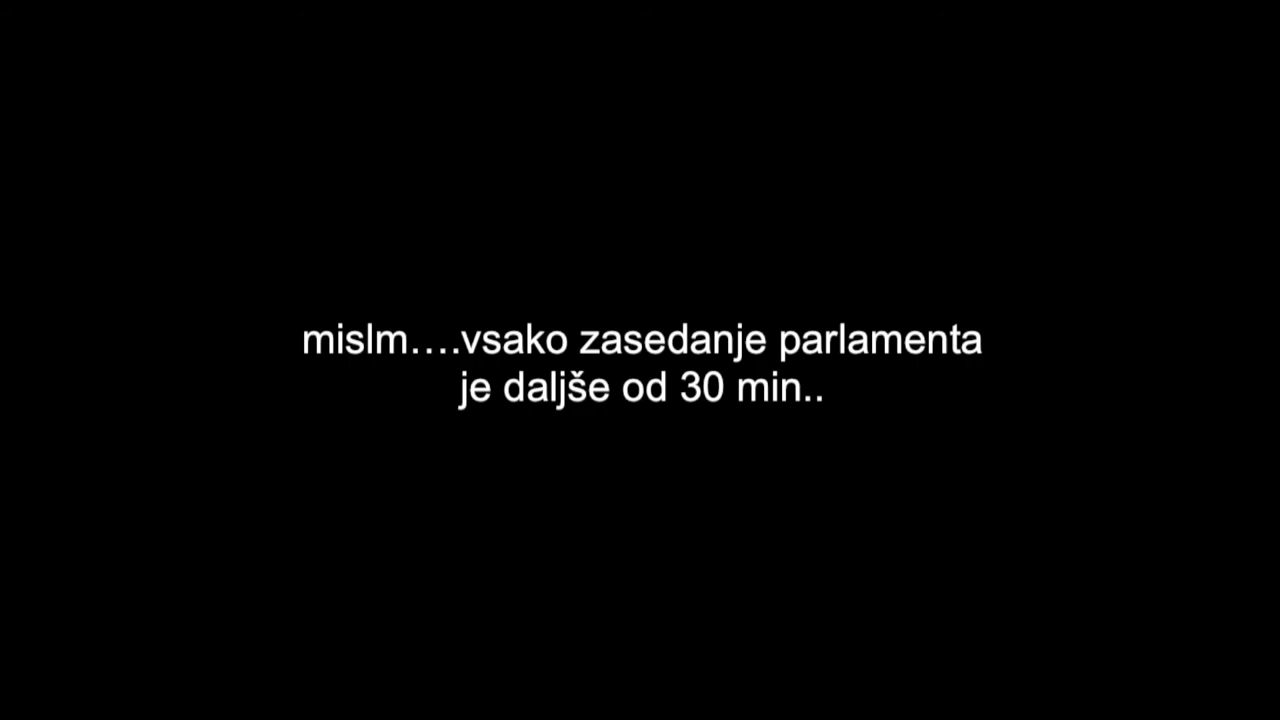 mislm….vsako zasedanje parlamenta
je daljše od 30 min..